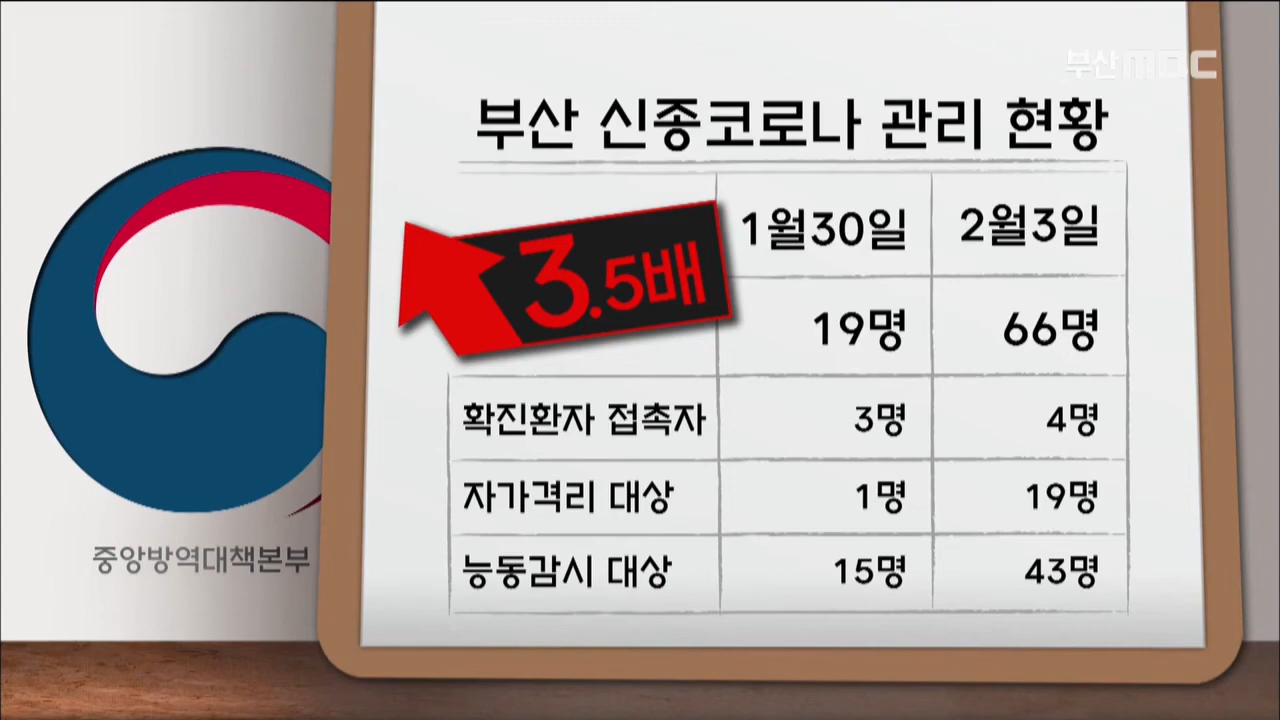 부산MBC
부산 신종코로나 관리 현황
1월30일 2월3일
3.5배
19명 66명
확진환자 접촉자 3명 4명
자가격리 대상 1명 19명
능동감시 대상 15명 43명
중앙방역대책본부